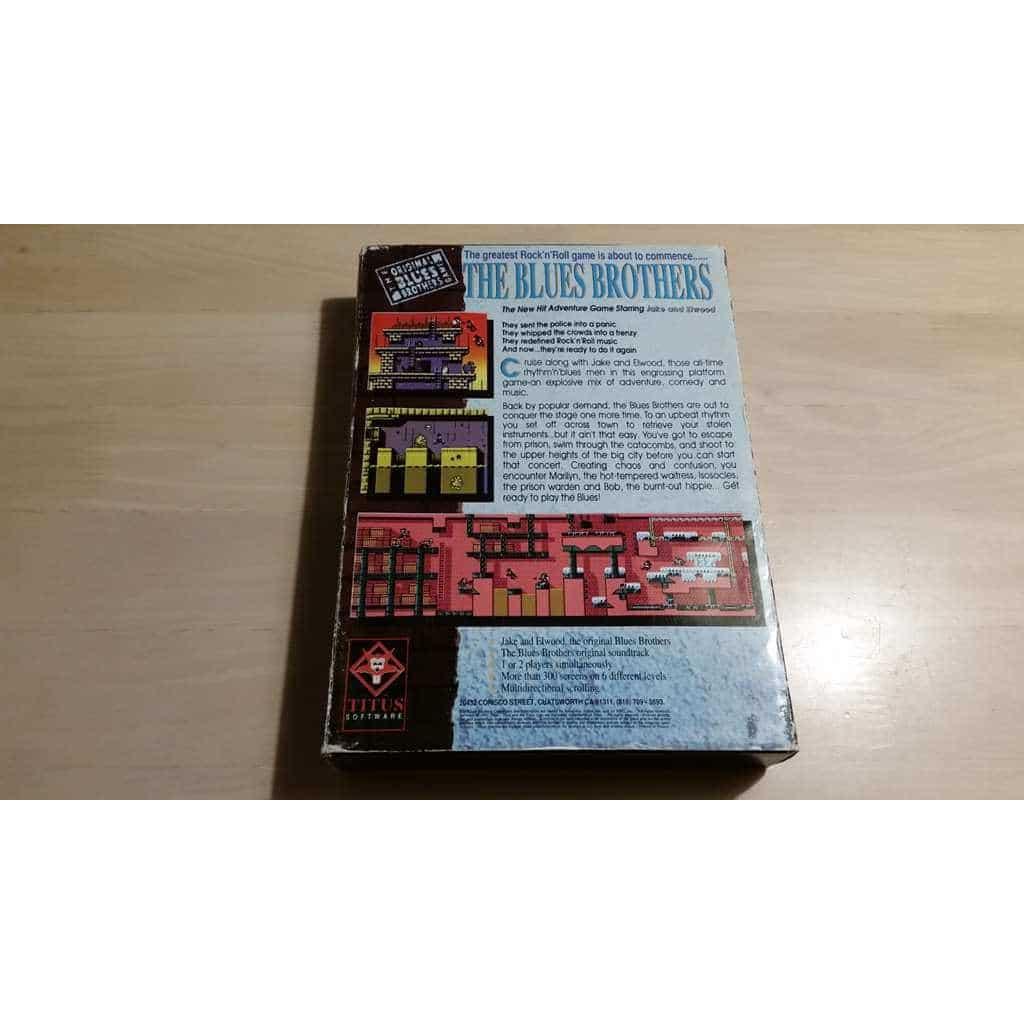 The greatest Rock'n'Roll game is about to commence......
THE ORIGINAL
BLUES
BROTHERS
THE BLUES BROTHERS
The New Hit Adventure Game Starring Jake and Elwood
They sent the police into a panic
They whipped the crowds into a frenzy
They redefined Rock'n'Roll music
And now...they're ready to do it again
Cruise along with Jake and Elwood, those all-time
rhythm'n'blues men in this engrossing platform
game-an explosive mix of adventure, comedy and
music.
Back by popular demand, the Blues Brothers are out to
conquer the stage one more time. To an upbeat rhythm
you set off across town to retrieve your stolen
instruments...but it ain't that easy. You've got to escape
from prison, swim through the catacombs, and shoot to
the upper heights of the big city before you can start
that concert. Creating chaos and confusion, you
encounter Marilyn, the hot-tempered waitress, Isosocles,
the prison warden and Bob, the burnt-out hippie... Get
ready to play the Blues!
Jake and Elwood, the original Blues Brothers
The Blues Brothers original soundtrack
1 or 2 players simultaneously
More than 300 screens on 6 different levels
Multidirectional scrolling
TITUS
SOFTWARE
20432 CORISCO STREET, CHATSWORTH CA 91311, (818) 709-3693